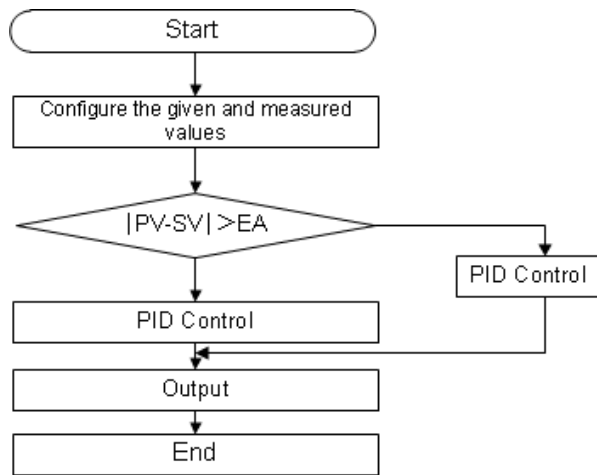 Start
Configure the given and measured
values
|PV-SV| >EA
PID Control
PID Control
Output
End